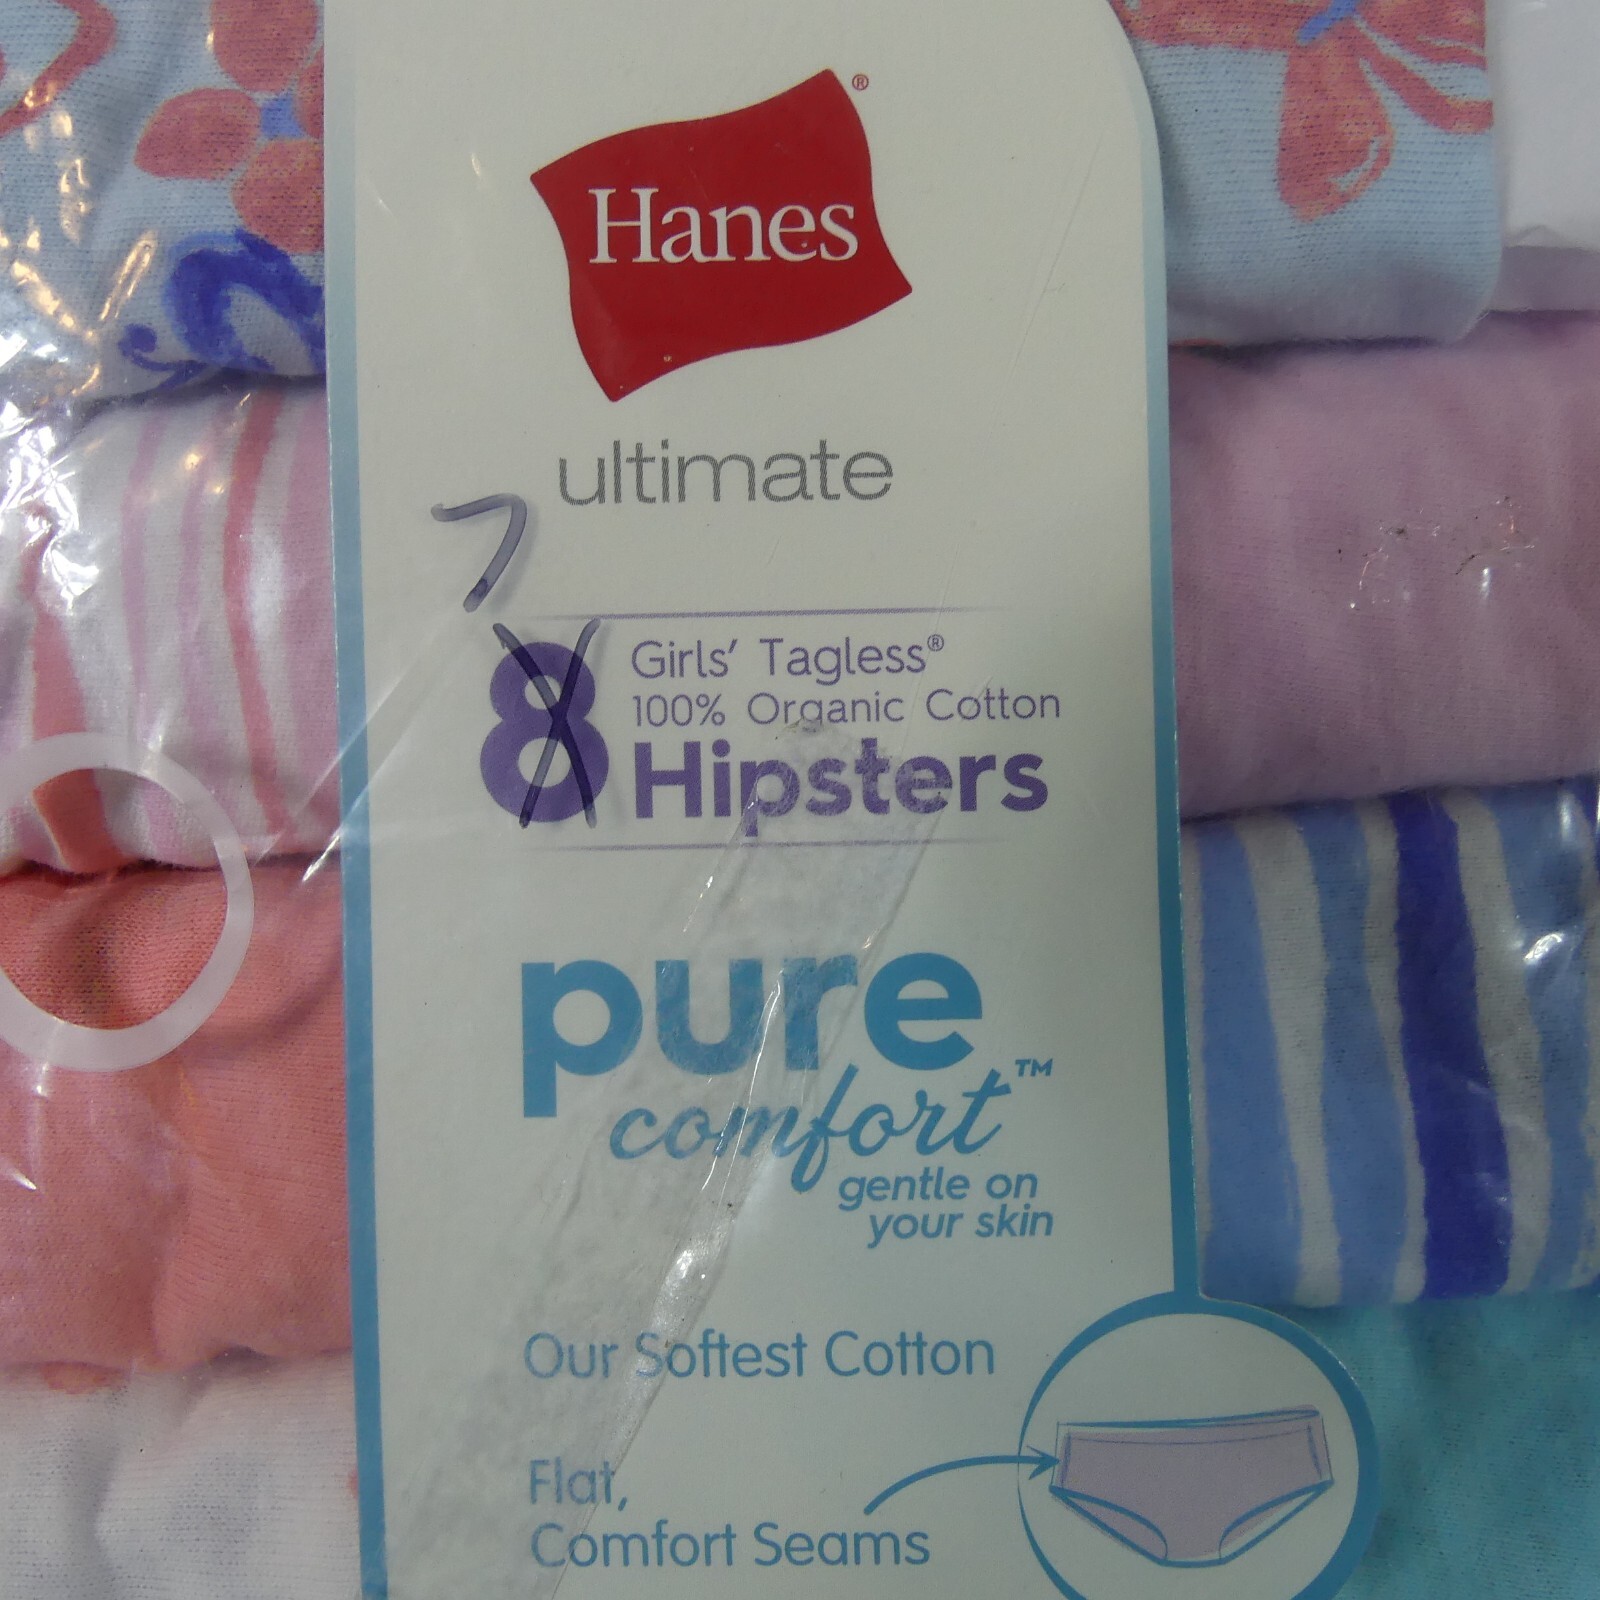 Hanes®
ultimate
7
8 Girls' Tagless®
100% Organic Cotton
Hipsters
pure
comfort™
gentle on
your skin
Our Softest Cotton
Flat,
Comfort Seams